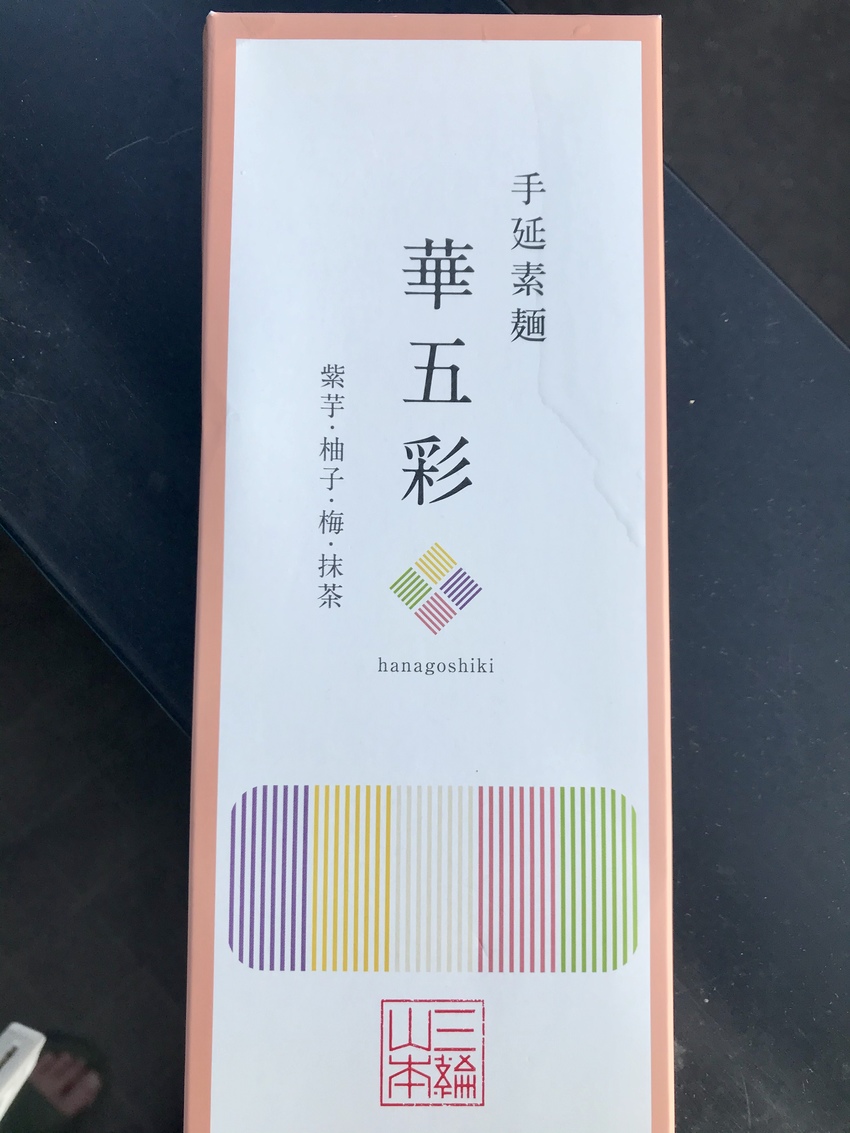 手延素麺
華五彩
紫芋・柚子・梅・抹茶
hanagoshiki
三輪
山本